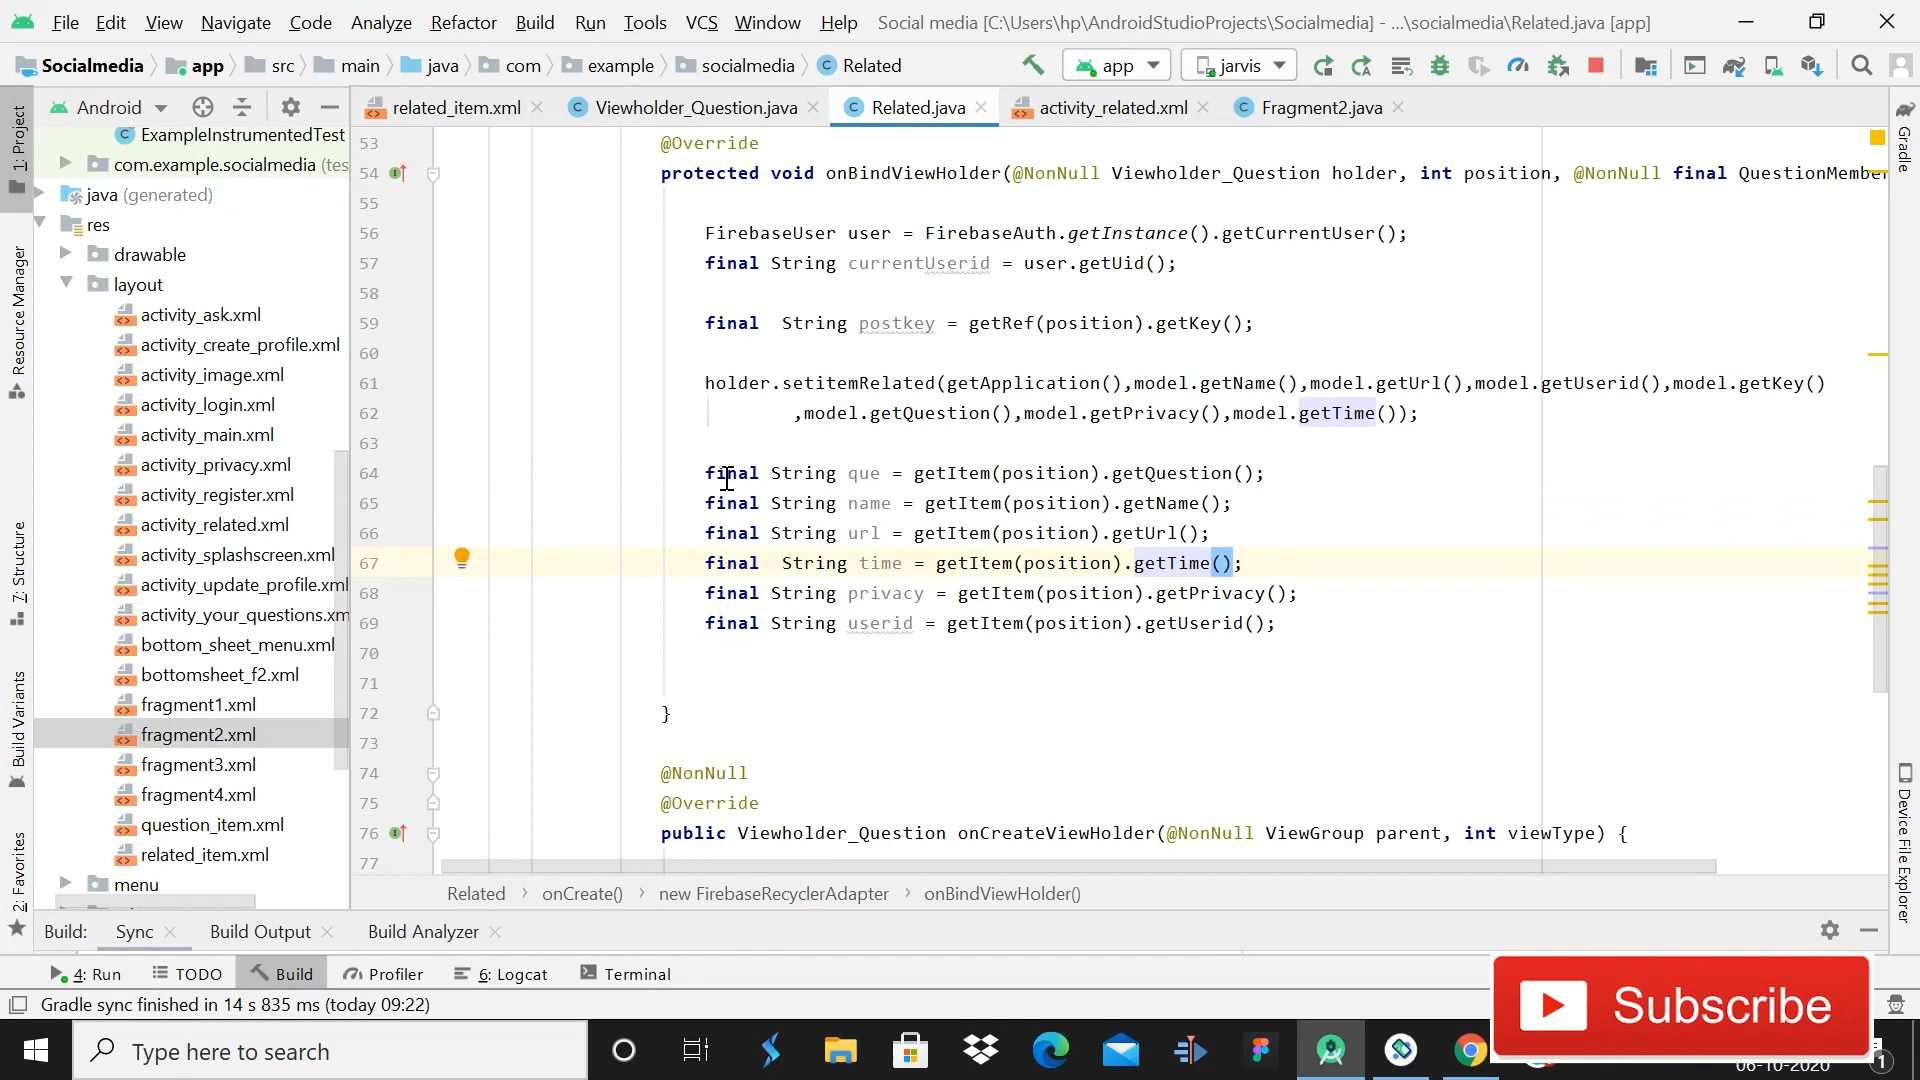 File Edit View Navigate Code Analyze Refactor Build Run Tools VCS Window Help Social media [C:\Users\hp\AndroidStudioProjects\Socialmedia] - ...\socialmedia\Related.java [app]
Socialmedia app src main java com example socialmedia Related app jarvis
Android
related_item.xml Viewholder_Question.java Related.java activity_related.xml Fragment2.java
1: Project
Resource Manager
7: Structure
Build Variants
2: Favorites
ExampleInstrumentedTest
com.example.socialmedia (tes
java (generated)
res
drawable
layout
activity_ask.xml
activity_create_profile.xml
activity_image.xml
activity_login.xml
activity_main.xml
activity_privacy.xml
activity_register.xml
activity_related.xml
activity_splashscreen.xml
activity_update_profile.xml
activity_your_questions.xm
bottom_sheet_menu.xml
bottomsheet_f2.xml
fragment1.xml
fragment2.xml
fragment3.xml
fragment4.xml
question_item.xml
related_item.xml
menu
53 @Override
54 protected void onBindViewHolder(@NonNull Viewholder_Question holder, int position, @NonNull final QuestionMember
55
56 FirebaseUser user = FirebaseAuth.getInstance().getCurrentUser();
57 final String currentUserid = user.getUid();
58
59 final  String postkey = getRef(position).getKey();
60
61 holder.setitemRelated(getApplication(),model.getName(),model.getUrl(),model.getUserid(),model.getKey()
62 ,model.getQuestion(),model.getPrivacy(),model.getTime());
63
64 final String que = getItem(position).getQuestion();
65 final String name = getItem(position).getName();
66 final String url = getItem(position).getUrl();
67 final  String time = getItem(position).getTime();
68 final String privacy = getItem(position).getPrivacy();
69 final String userid = getItem(position).getUserid();
70
71
72 }
73
74 @NonNull
75 @Override
76 public Viewholder_Question onCreateViewHolder(@NonNull ViewGroup parent, int viewType) {
77
Related onCreate() new FirebaseRecyclerAdapter onBindViewHolder()
Gradle
Device File Explorer
Build: Sync Build Output Build Analyzer
4: Run TODO Build Profiler 6: Logcat Terminal
Gradle sync finished in 14 s 835 ms (today 09:22)
Subscribe
Type here to search
06-10-2020
1